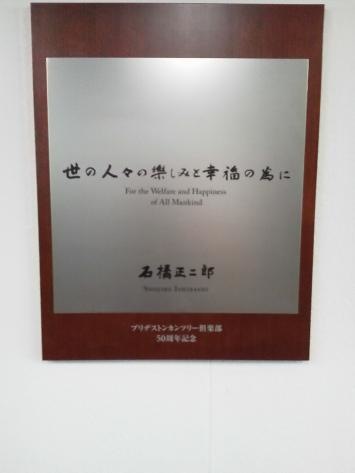 世の人々の楽しみと幸福の為に
For the Welfare and Happiness
of All Mankind
石橋正二郎
Shojiro Ishibashi
ブリヂストンカンツリー倶楽部
50周年記念